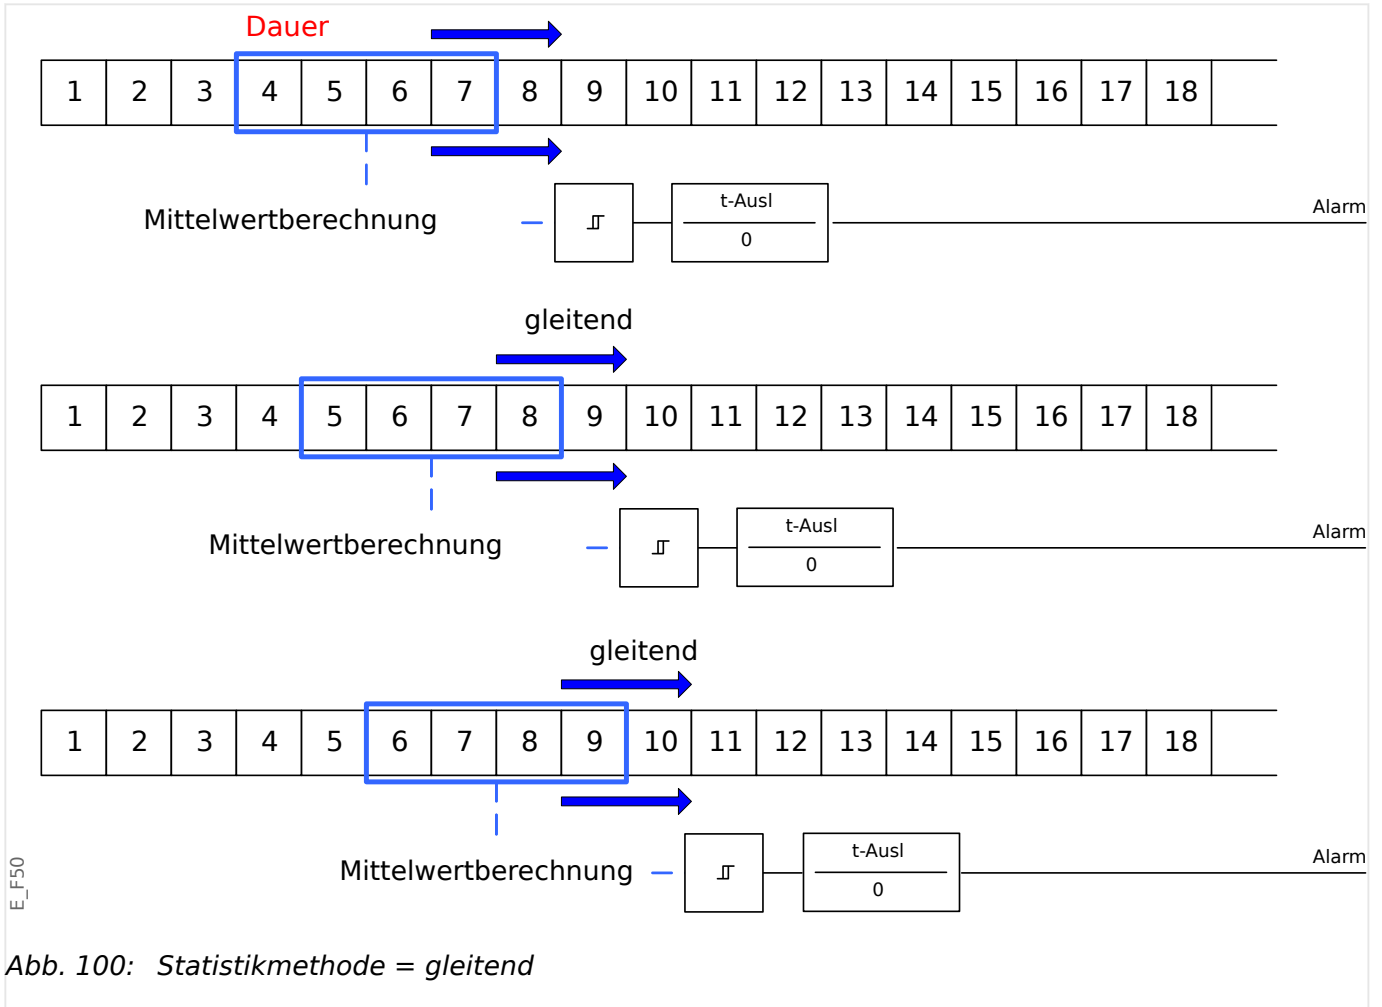 Dauer
1 2 3 4 5 6 7 8 9 10 11 12 13 14 15 16 17 18
Mittelwertberechnung
t-Ausl
0
Alarm
gleitend
1 2 3 4 5 6 7 8 9 10 11 12 13 14 15 16 17 18
Mittelwertberechnung
t-Ausl
0
Alarm
gleitend
1 2 3 4 5 6 7 8 9 10 11 12 13 14 15 16 17 18
Mittelwertberechnung
t-Ausl
0
Alarm
E_F50
Abb. 100: Statistikmethode = gleitend